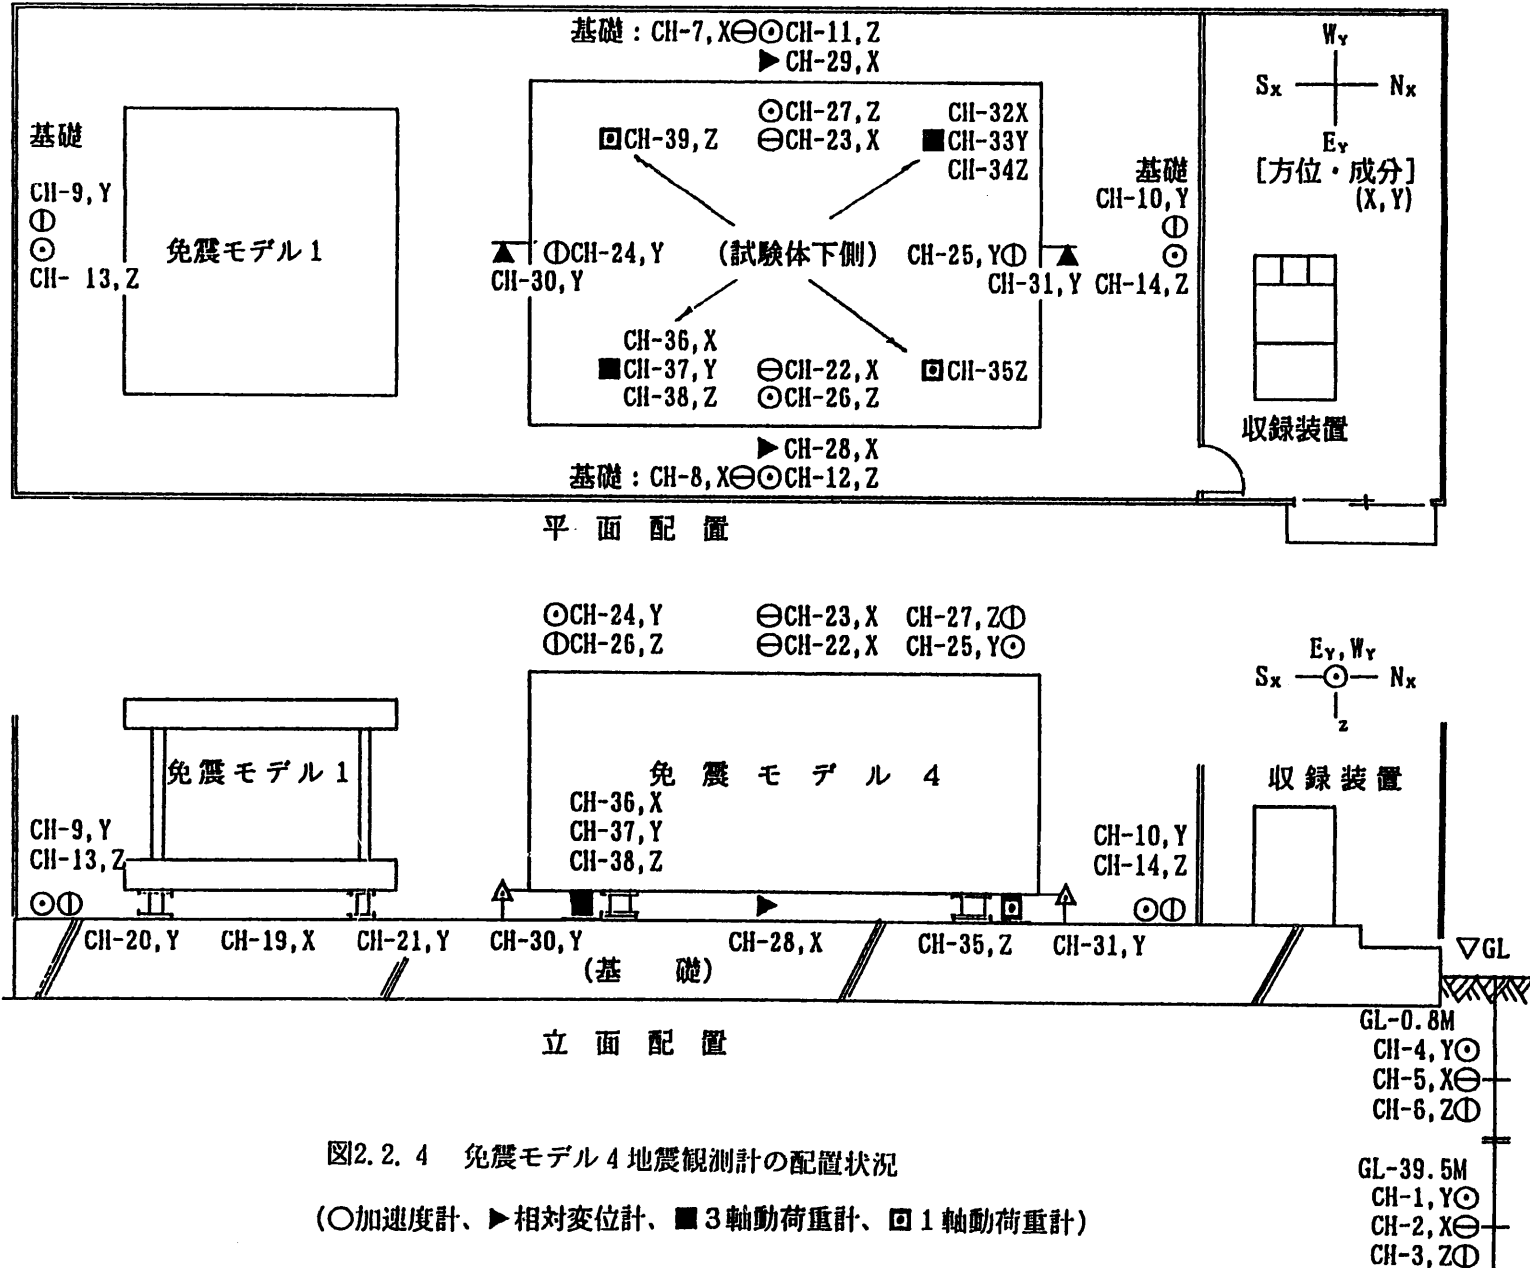 基礎：CH-7,X CH-11,Z
CH-29,X
基礎
CH-9,Y
CH- 13,Z
免震モデル1
CH-27,Z
CH-39,Z CH-23,X
CH-32X
CH-33Y
CH-34Z
CH-24,Y (試験体下側) CH-25,Y
CH-30,Y
CH-31,Y
基礎
CH-10,Y
CH-14,Z
CH-36,X
CH-37,Y CH-22,X CH-35Z
CH-38,Z CH-26,Z
CH-28,X
基礎：CH-8,X CH-12,Z
WY
SX NX
EY
[方位・成分]
(X,Y)
収録装置
平面配置
CH-24,Y CH-23,X CH-27,Z
CH-26,Z CH-22,X CH-25,Y
EY,WY
SX NX
z
免震モデル1
免震モデル4
収録装置
CH-36,X
CH-37,Y
CH-38,Z
CH-9,Y
CH-13,Z
CH-10,Y
CH-14,Z
CH-20,Y CH-19,X CH-21,Y CH-30,Y CH-28,X CH-35,Z CH-31,Y
(基礎)
▽GL
立面配置
GL-0.8M
CH-4,Y
CH-5,X
CH-6,Z
GL-39.5M
CH-1,Y
CH-2,X
CH-3,Z
図2.2.4 免震モデル4地震観測計の配置状況
(○加速度計、▶相対変位計、■3軸動荷重計、⊡1軸動荷重計)